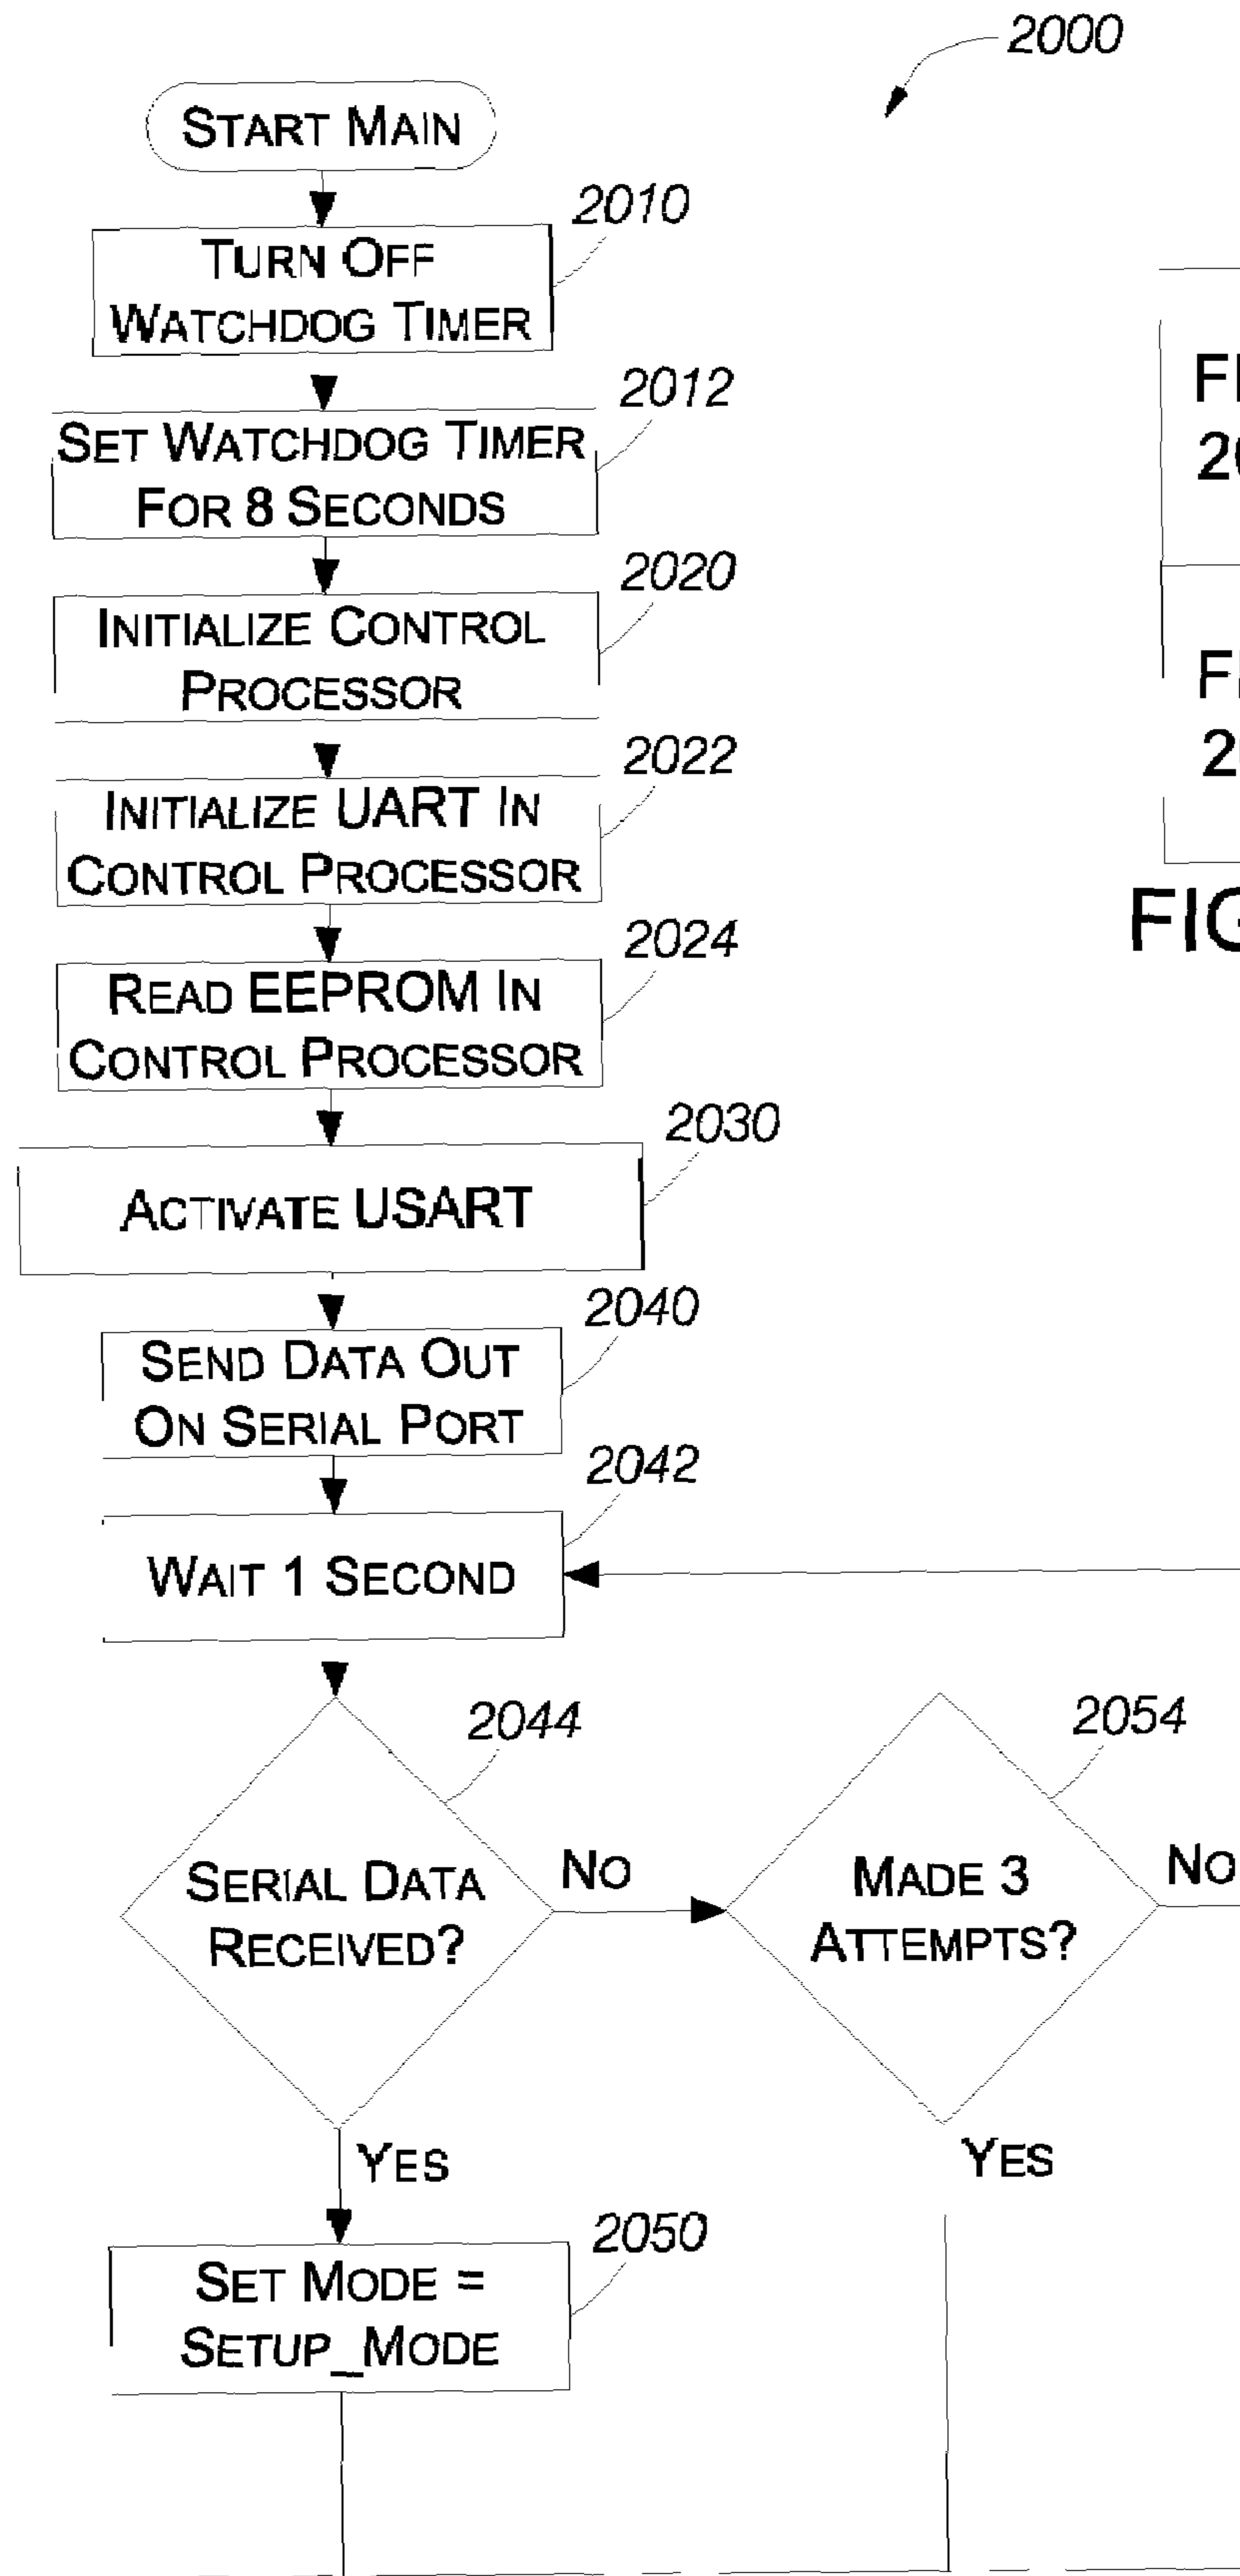 2000
START MAIN
2010
TURN OFF
WATCHDOG TIMER
2012
SET WATCHDOG TIMER
FOR 8 SECONDS
2020
INITIALIZE CONTROL
PROCESSOR
2022
INITIALIZE UART IN
CONTROL PROCESSOR
2024
READ EEPROM IN
CONTROL PROCESSOR
2030
ACTIVATE USART
2040
SEND DATA OUT
ON SERIAL PORT
2042
WAIT 1 SECOND
2044
SERIAL DATA
RECEIVED?
NO
2054
MADE 3
ATTEMPTS?
NO
YES
YES
2050
SET MODE =
SETUP_MODE